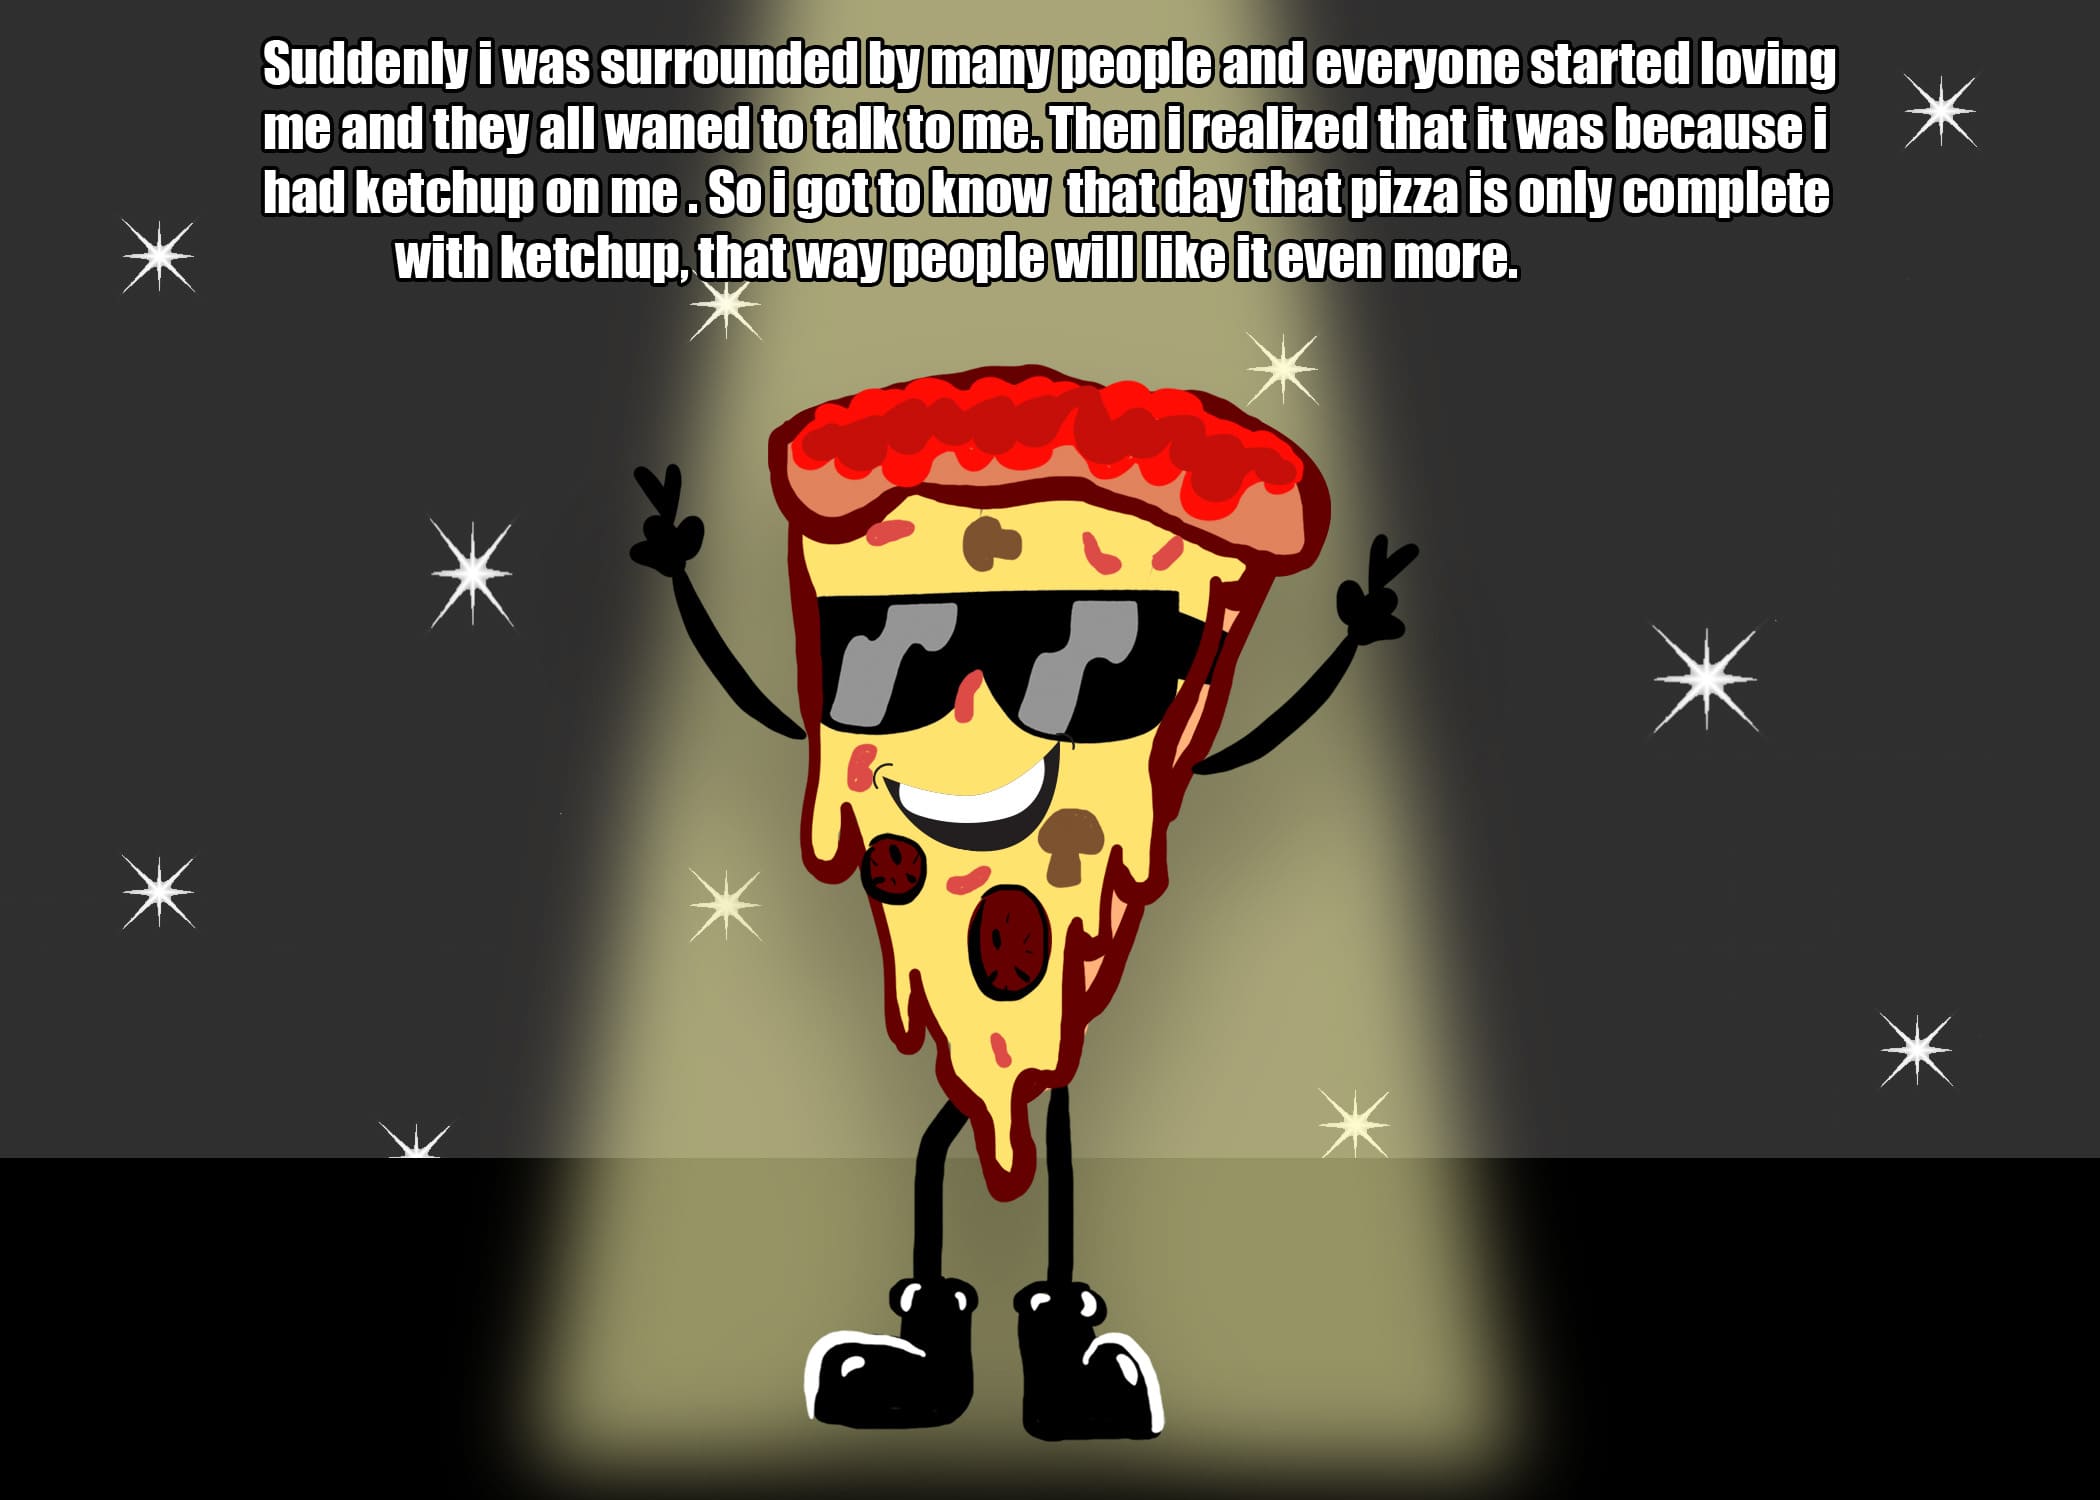 Suddenly i was surrounded by many people and everyone started loving
me and they all waned to talk to me. Then i realized that it was because i
had ketchup on me . So i got to know  that day that pizza is only complete
with ketchup, that way people will like it even more.